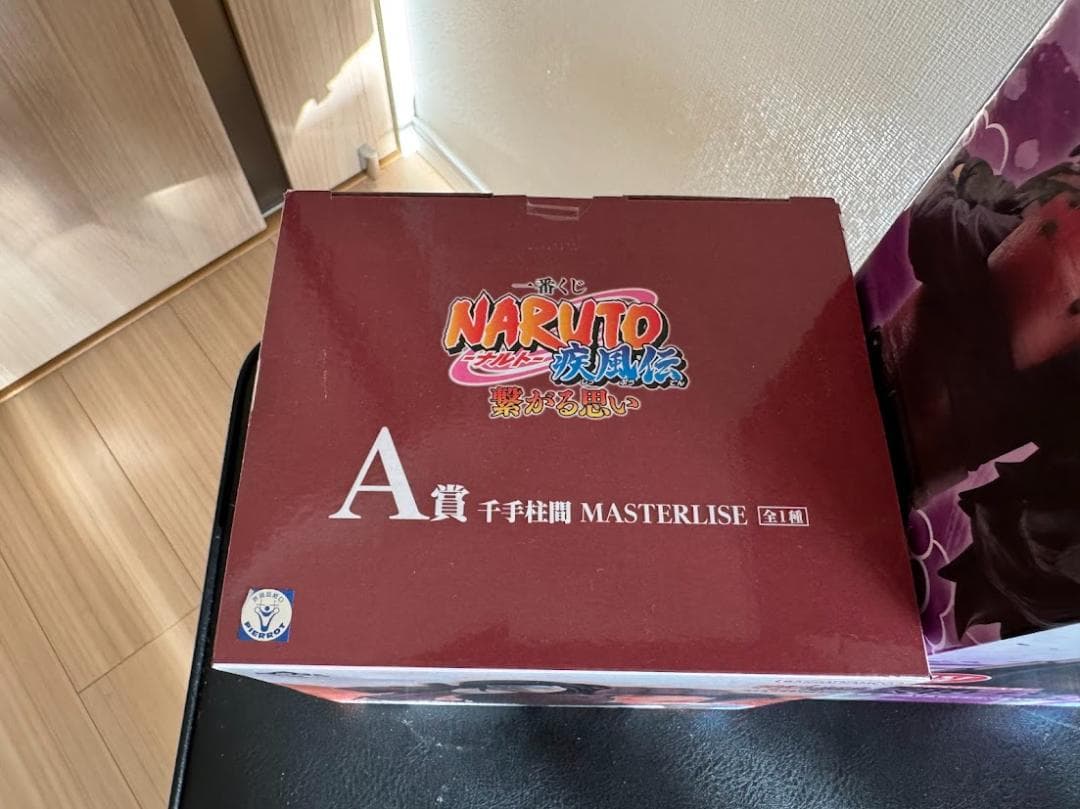 一番くじ
NARUTO
-ナルト-
疾風伝
繋がる思い
A賞 千手柱間 MASTERLISE 全1種
PIERROT